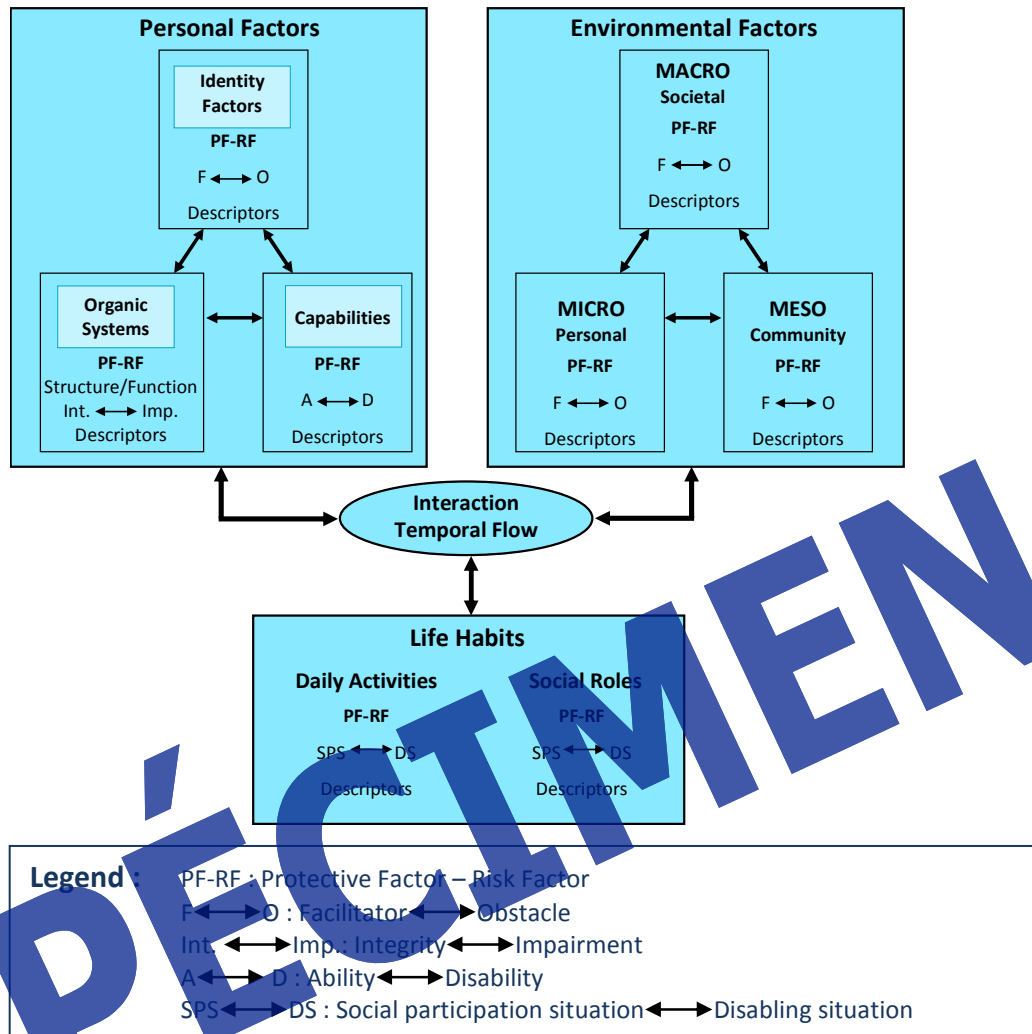 Personal Factors
Identity
Factors
PF-RF
F ↔ O
Descriptors
Organic
Systems
PF-RF
Structure/Function
Int. ↔ Imp.
Descriptors
Capabilities
PF-RF
A ↔ D
Descriptors
Environmental Factors
MACRO
Societal
PF-RF
F ↔ O
Descriptors
MICRO
Personal
PF-RF
F ↔ O
Descriptors
MESO
Community
PF-RF
F ↔ O
Descriptors
Interaction
Temporal Flow
Life Habits
Daily Activities
PF-RF
SPS ↔ DS
Descriptors
Social Roles
PF-RF
SPS ↔ DS
Descriptors
Legend :
PF-RF : Protective Factor – Risk Factor
F ↔ O : Facilitator ↔ Obstacle
Int. ↔ Imp.: Integrity ↔ Impairment
A ↔ D : Ability ↔ Disability
SPS ↔ DS : Social participation situation ↔ Disabling situation
PÉCIMEN